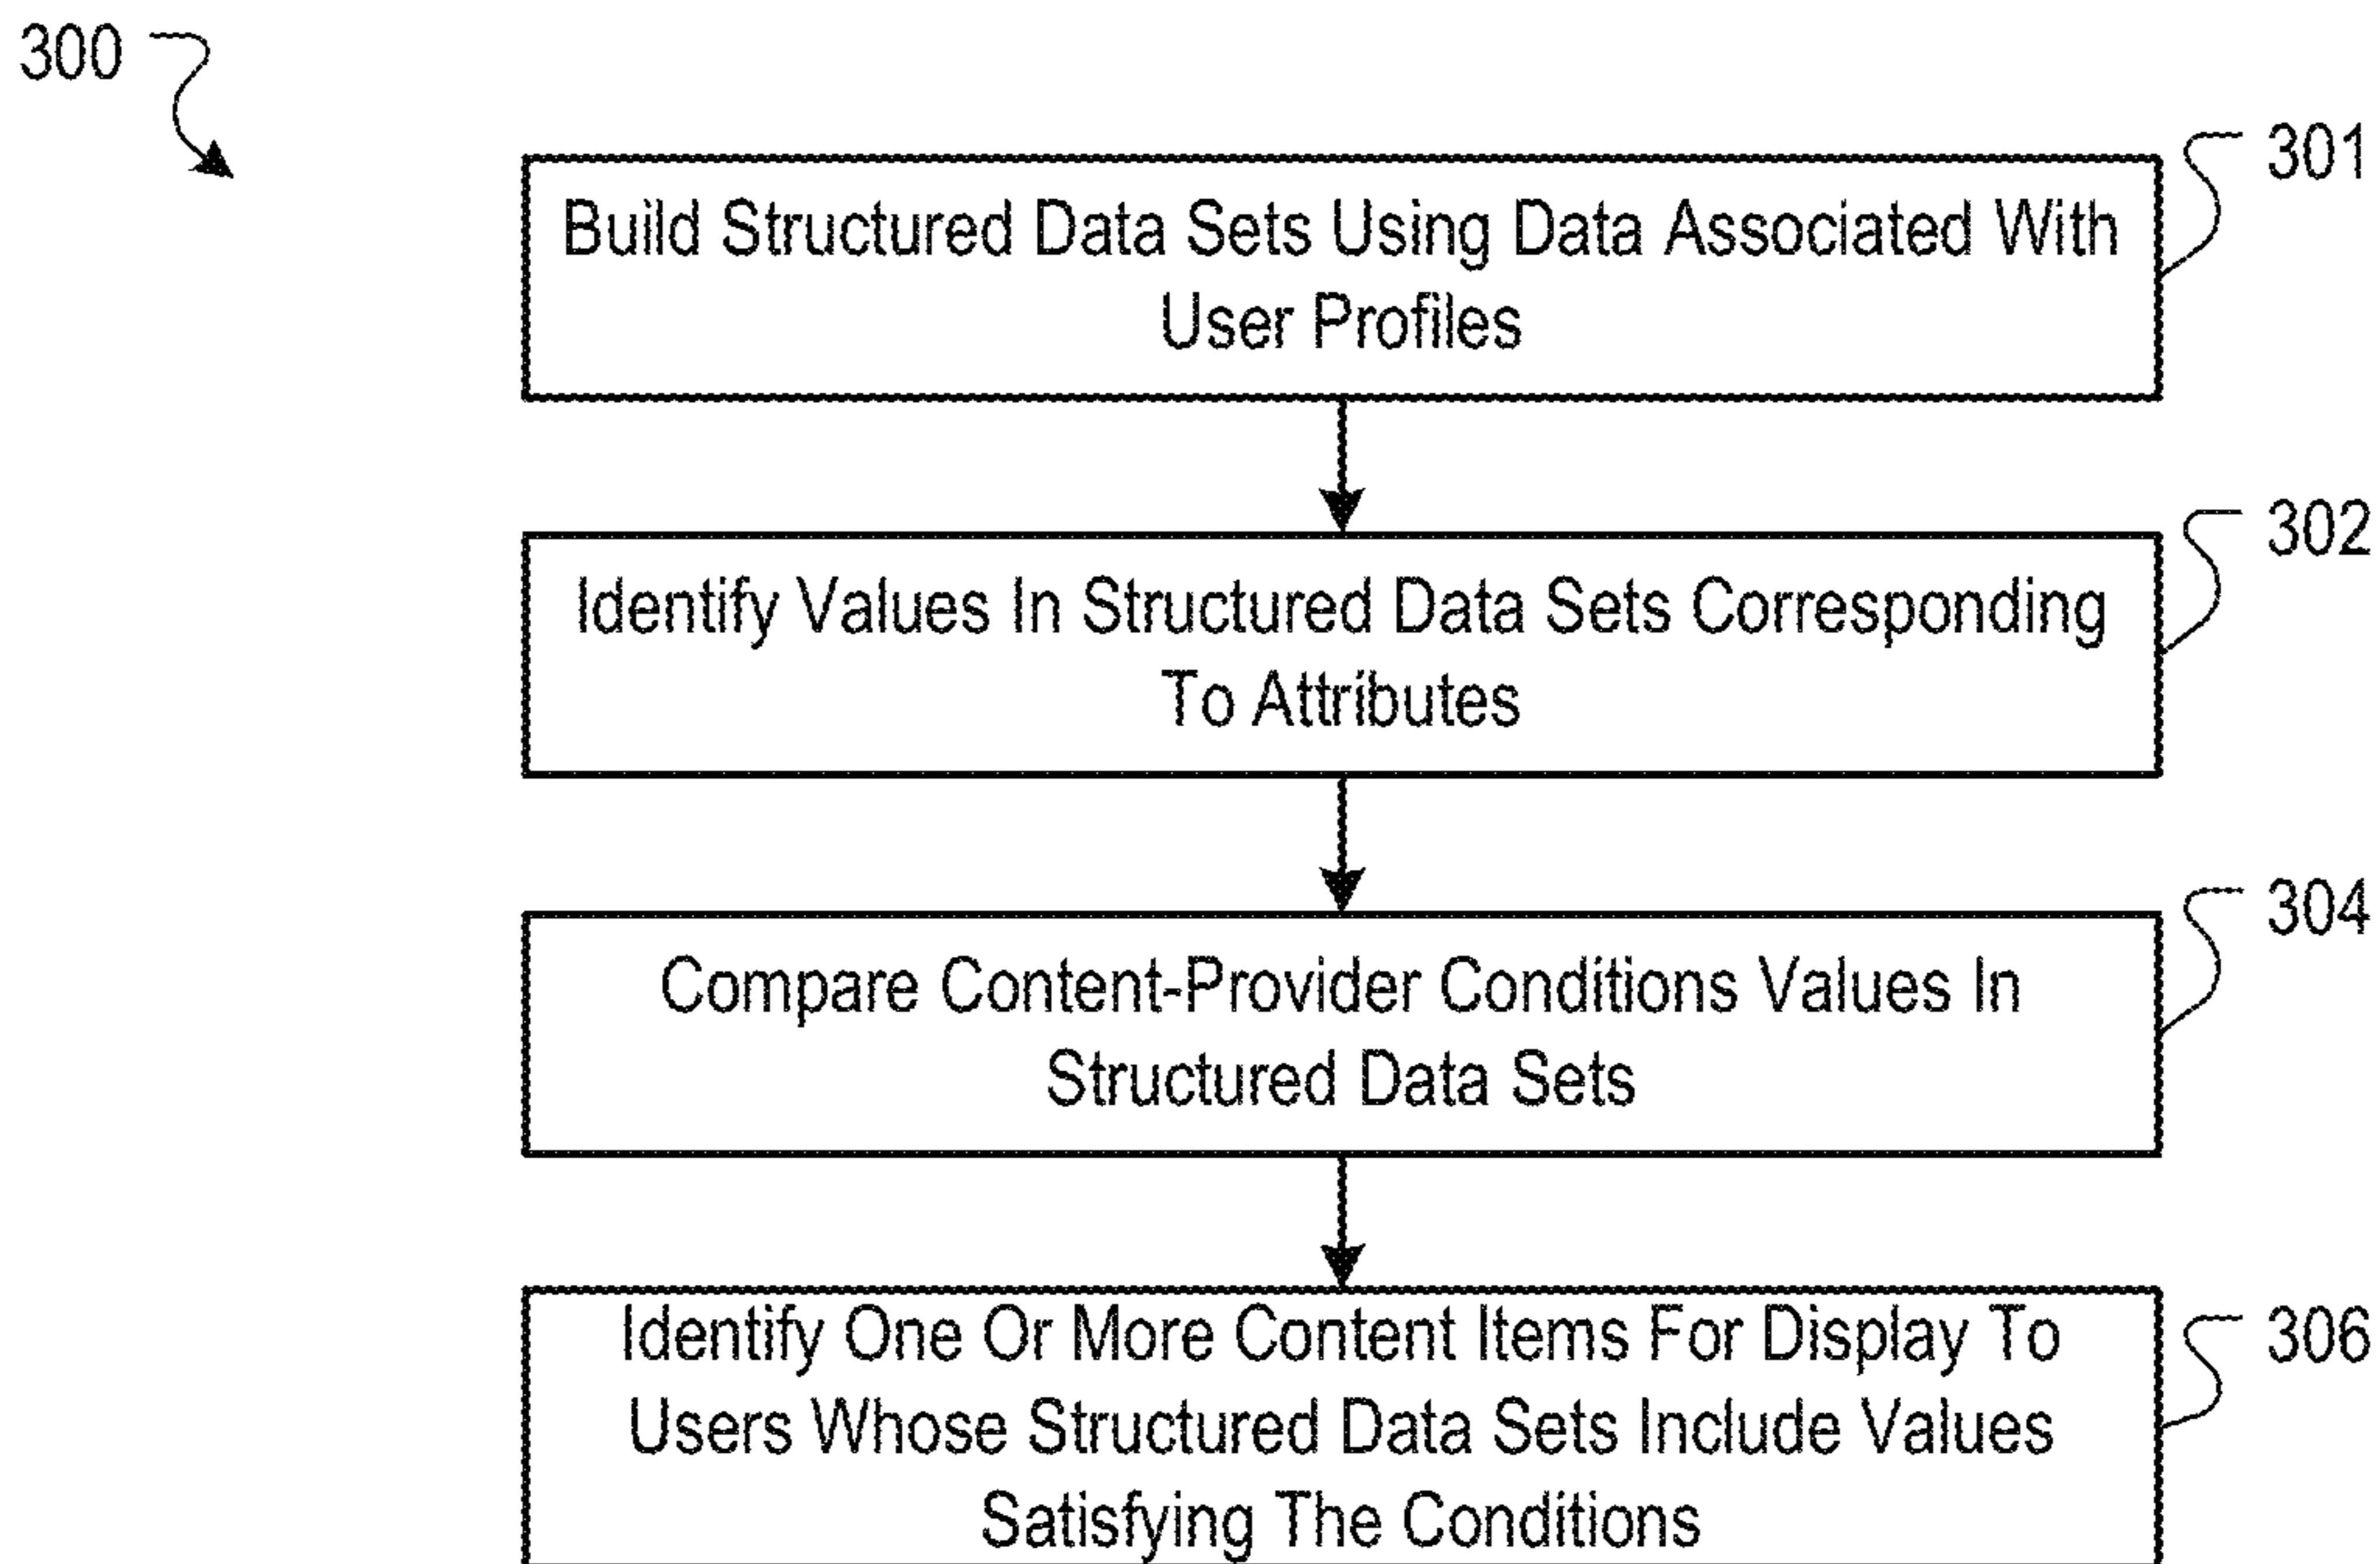 300
301
Build Structured Data Sets Using Data Associated With
User Profiles
302
Identify Values In Structured Data Sets Corresponding
To Attributes
304
Compare Content-Provider Conditions Values In
Structured Data Sets
306
Identify One Or More Content Items For Display To
Users Whose Structured Data Sets Include Values
Satisfying The Conditions